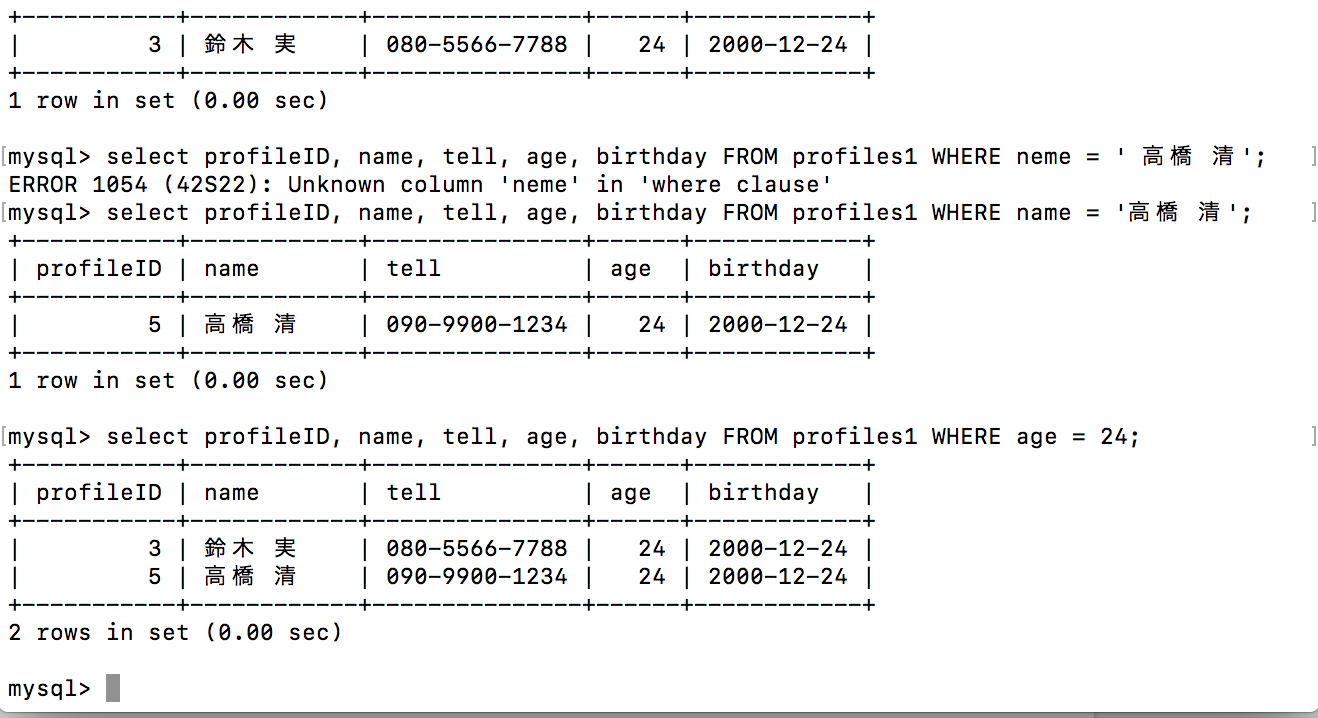 +-----------+------------+----------------+------+------------+
|         3 | 鈴木 実    | 080-5566-7788 |   24 | 2000-12-24 |
+-----------+------------+----------------+------+------------+
1 row in set (0.00 sec)

[mysql> select profileID, name, tell, age, birthday FROM profiles1 WHERE neme = ' 高橋 清';   ]
ERROR 1054 (42S22): Unknown column 'neme' in 'where clause'
[mysql> select profileID, name, tell, age, birthday FROM profiles1 WHERE name = '高橋 清';    ]
+-----------+------------+----------------+------+------------+
| profileID | name       | tell          | age  | birthday   |
+-----------+------------+----------------+------+------------+
|         5 | 高橋 清    | 090-9900-1234 |   24 | 2000-12-24 |
+-----------+------------+----------------+------+------------+
1 row in set (0.00 sec)

[mysql> select profileID, name, tell, age, birthday FROM profiles1 WHERE age = 24;            ]
+-----------+------------+----------------+------+------------+
| profileID | name       | tell          | age  | birthday   |
+-----------+------------+----------------+------+------------+
|         3 | 鈴木 実    | 080-5566-7788 |   24 | 2000-12-24 |
|         5 | 高橋 清    | 090-9900-1234 |   24 | 2000-12-24 |
+-----------+------------+----------------+------+------------+
2 rows in set (0.00 sec)

mysql>